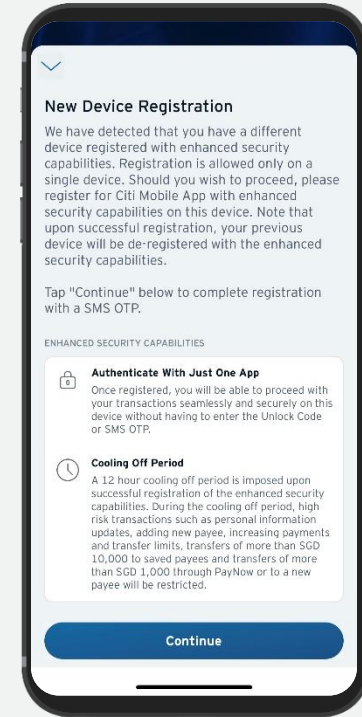 New Device Registration
We have detected that you have a different
device registered with enhanced security
capabilities. Registration is allowed only on a
single device. Should you wish to proceed, please
register for Citi Mobile App with enhanced
security capabilities on this device. Note that
upon successful registration, your previous
device will be de-registered with the enhanced
security capabilities.
Tap "Continue" below to complete registration
with a SMS OTP.
ENHANCED SECURITY CAPABILITIES
Authenticate With Just One App
Once registered, you will be able to proceed with
your transactions seamlessly and securely on this
device without having to enter the Unlock Code
or SMS OTP.
Cooling Off Period
A 12 hour cooling off period is imposed upon
successful registration of the enhanced security
capabilities. During the cooling off period, high
risk transactions such as personal information
updates, adding new payee, increasing payments
and transfer limits, transfers of more than SGD
10,000 to saved payees and transfers of more
than SGD 1,000 through PayNow or to a new
payee will be restricted.
Continue